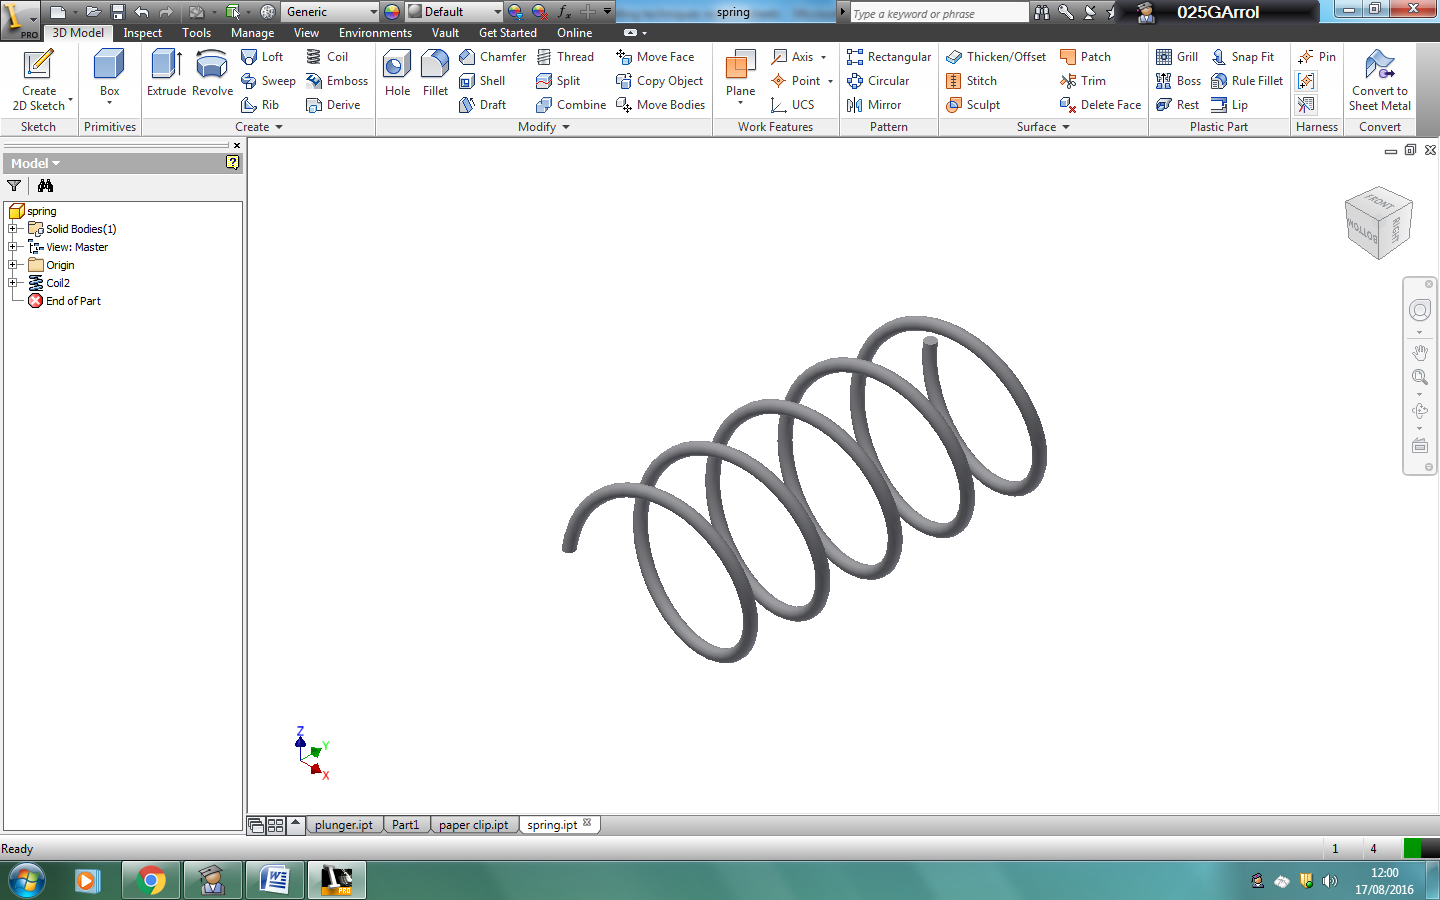 PRO Generic Default fx spring Type a keyword or phrase 025GArrol
3D Model Inspect Tools Manage View Environments Vault Get Started Online
Create
2D Sketch
Sketch
Box
Primitives
Extrude Revolve
Loft Coil
Sweep Emboss
Rib Derive
Create
Hole Fillet
Chamfer Thread Move Face
Shell Split Copy Object
Draft Combine Move Bodies
Modify
Plane
Axis
Point
UCS
Work Features
Rectangular
Circular
Mirror
Pattern
Thicken/Offset Patch
Stitch Trim
Sculpt Delete Face
Surface
Grill Snap Fit
Boss Rule Fillet
Rest Lip
Plastic Part
Pin
Harness
Convert to
Sheet Metal
Convert
Model
spring
Solid Bodies(1)
View: Master
Origin
Coil2
End of Part
FRONT
BOTTOM
RIGHT
Z
Y
X
plunger.ipt Part1 paper clip.ipt spring.ipt
Ready 1 4
W PRO
12:00
17/08/2016